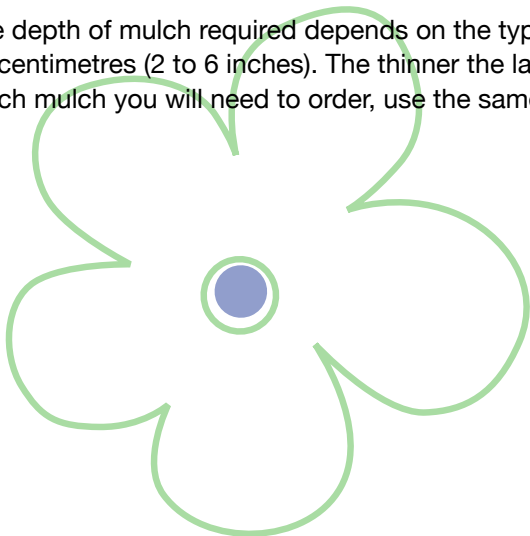 depth of mulch required depends on the typ
centimetres (2 to 6 inches). The thinner the la
ch mulch you will need to order, use the same